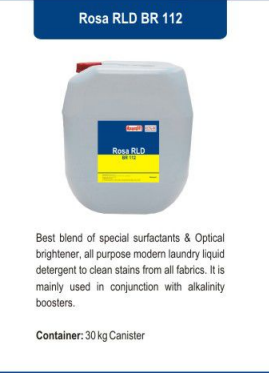 Rosa RLD BR 112
Rosa RLD
BR 112
Best blend of special surfactants & Optical
brightener, all purpose modern laundry liquid
detergent to clean stains from all fabrics. It is
mainly used in conjunction with alkalinity
boosters.
Container: 30 kg Canister